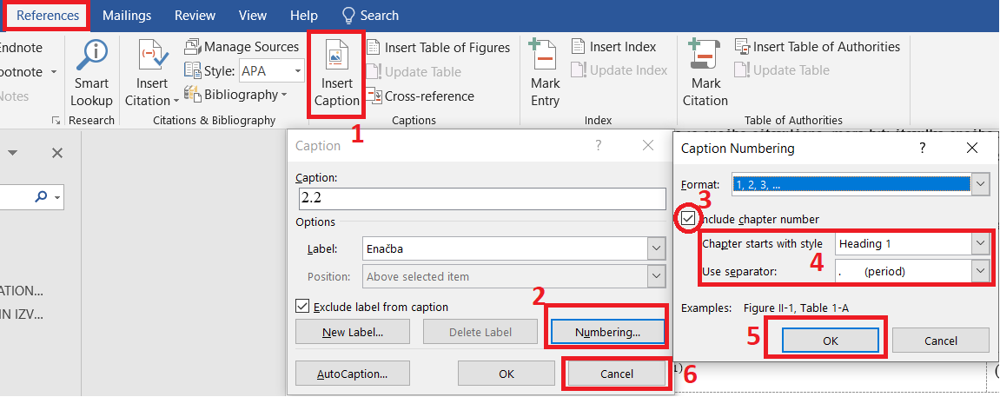 References Mailings Review View Help Search
Endnote
ootnote
Notes
Smart
Lookup
Research
Insert
Citation
Manage Sources
Style: APA
Bibliography
Citations & Bibliography
Insert
Caption
Insert Table of Figures
Update Table
Cross-reference
Captions
Mark
Entry
Insert Index
Update Index
Index
Mark
Citation
Insert Table of Authorities
Update Table
Table of Authorities
1
ATION...
IN IZV...
Caption ?
Caption:
2.2
Options
Label: Enačba
Position: Above selected item
Exclude label from caption
2
New Label... Delete Label Numbering...
AutoCaption... OK Cancel
6
Caption Numbering ?
Format: 1, 2, 3, ...
3
Include chapter number
Chapter starts with style Heading 1
4
Use separator: . (period)
Examples: Figure II-1, Table 1-A
5
OK Cancel
1)
(